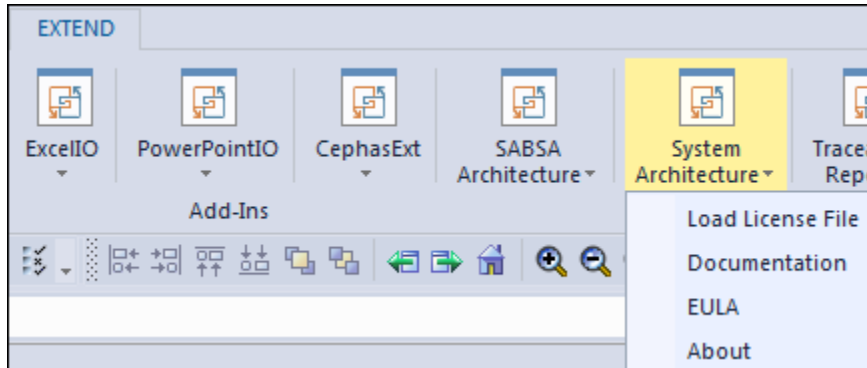 EXTEND
ExcelIO
PowerPointIO
CephasExt
SABSA
Architecture
System
Architecture
Add-Ins
Load License File
Documentation
EULA
About